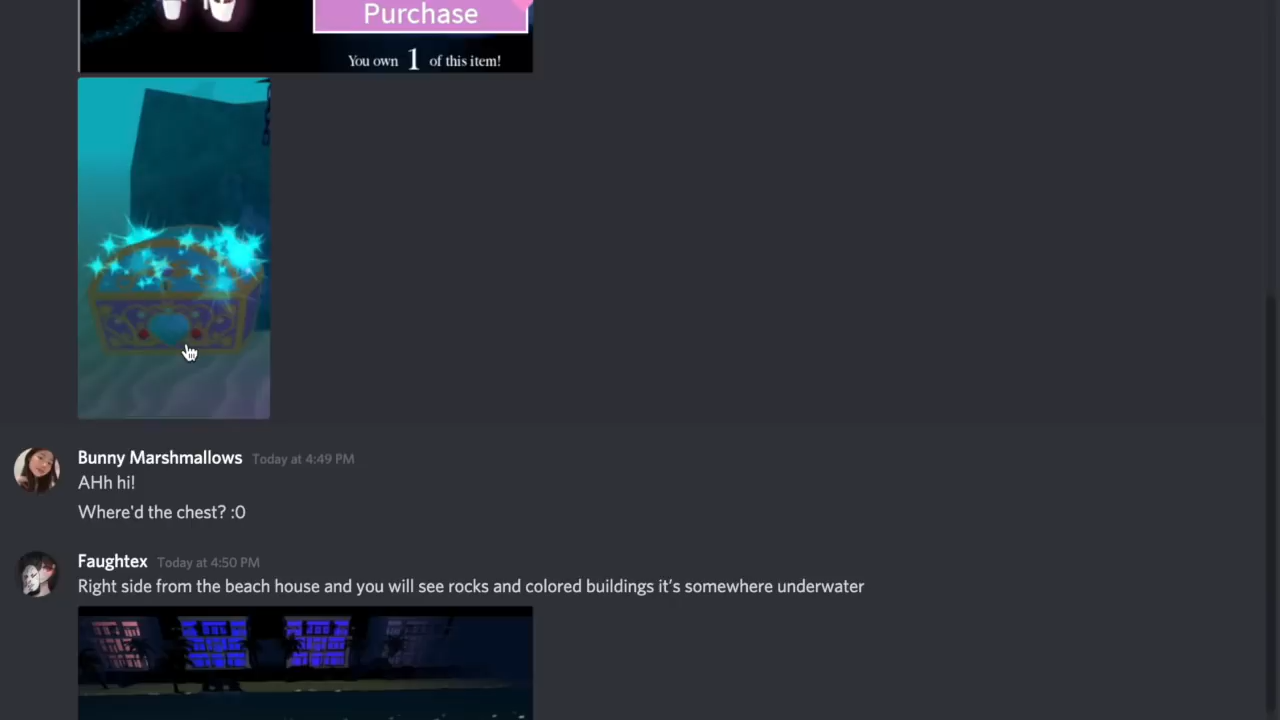 Purchase
You own 1 of this item!
Bunny Marshmallows Today at 4:49 PM
AHh hi!
Where'd the chest? :0
Faughtex Today at 4:50 PM
Right side from the beach house and you will see rocks and colored buildings it’s somewhere underwater